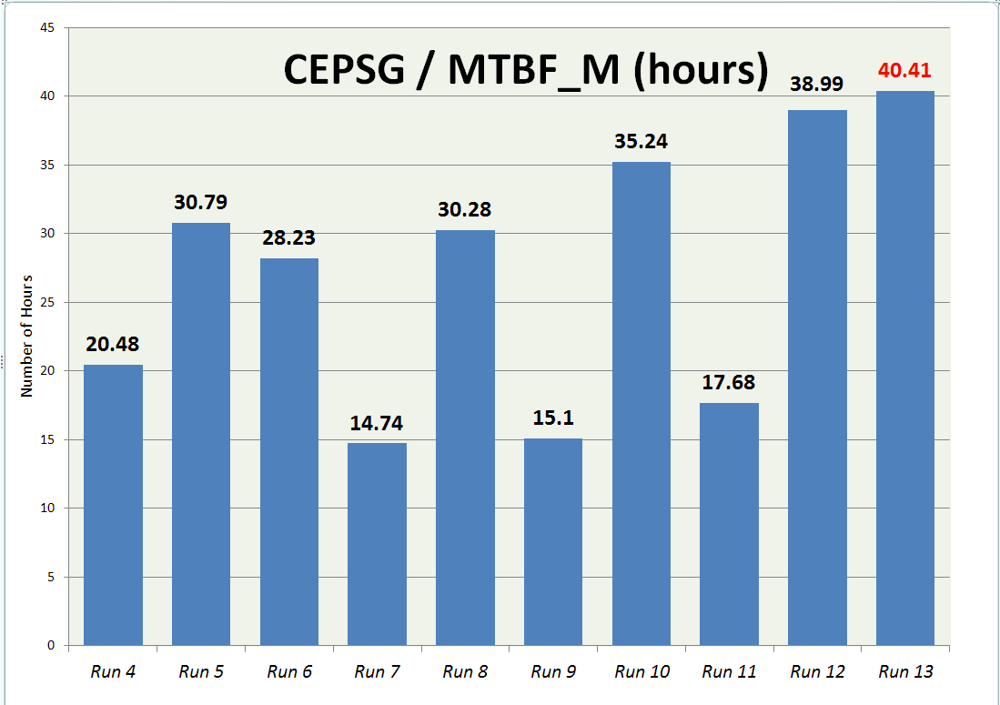 CEPSG / MTBF_M (hours)
Number of Hours
45
40
35
30
25
20
15
10
5
0
20.48
30.79
28.23
14.74
30.28
15.1
35.24
17.68
38.99
40.41
Run 4
Run 5
Run 6
Run 7
Run 8
Run 9
Run 10
Run 11
Run 12
Run 13